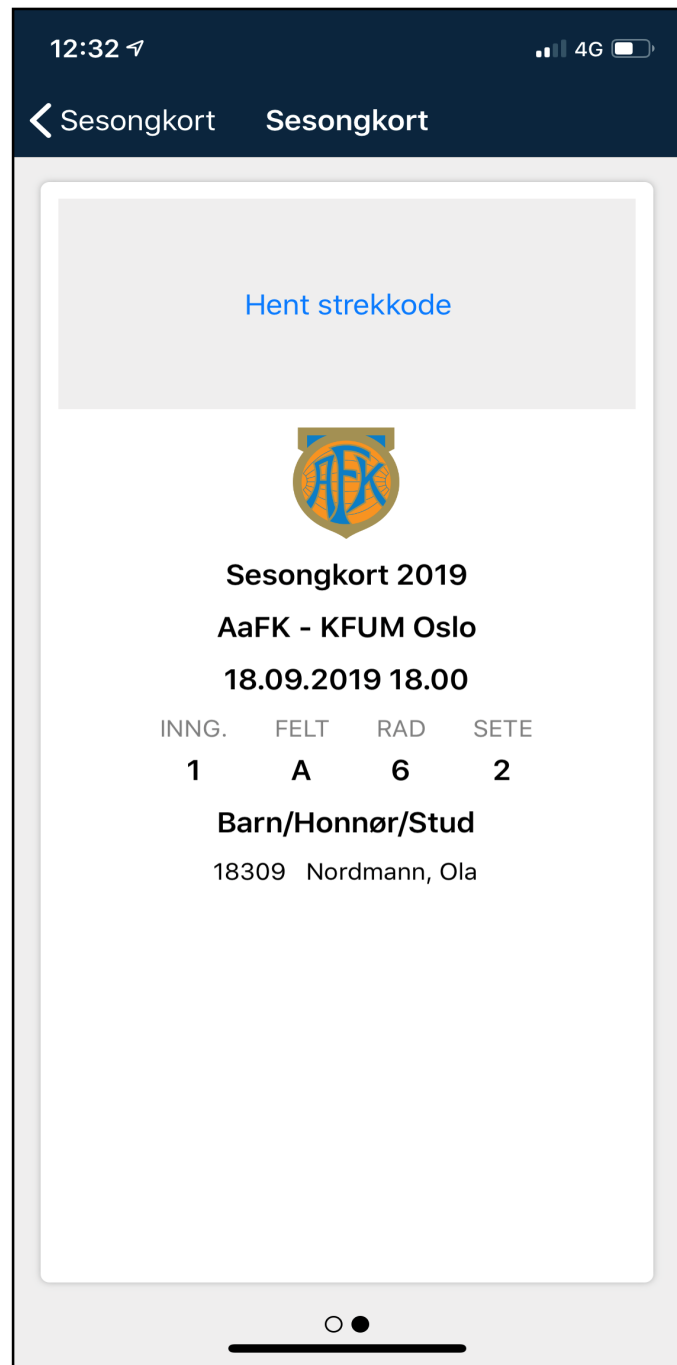 12:32 4G
Sesongkort Sesongkort
Hent strekkode
AFK
Sesongkort 2019
AaFK - KFUM Oslo
18.09.2019 18.00
INNG. FELT RAD SETE
1 A 6 2
Barn/Honnør/Stud
18309 Nordmann, Ola